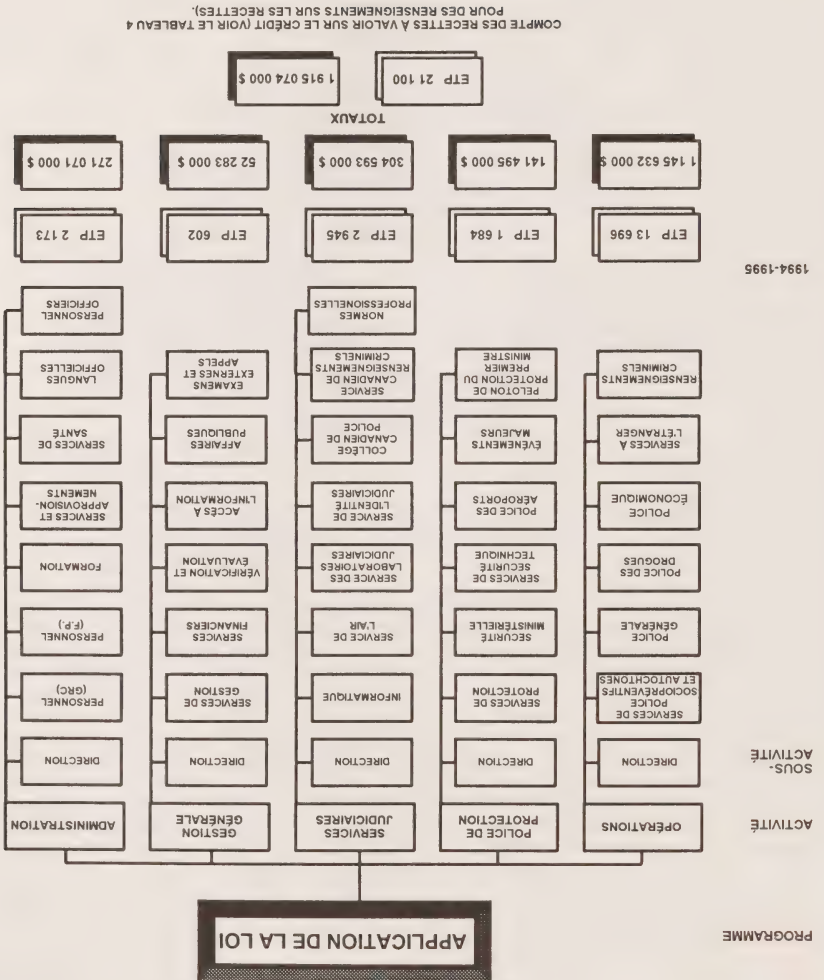 PROGRAMME
APPLICATION DE LA LOI
ACTIVITÉ
SOUS-
ACTIVITÉ
1994-1995
OPÉRATIONS
DIRECTION
SERVICES DE
POLICE
SOCIOPRÉVENTIFS
ET AUTOCHTONES
POLICE
GÉNÉRALE
POLICE DES
DROGUES
POLICE
ÉCONOMIQUE
SERVICES À
L'ÉTRANGER
RENSEIGNEMENTS
CRIMINELS
ETP 13 696
1 145 632 000 $
POLICE DE
PROTECTION
DIRECTION
SERVICES DE
PROTECTION
SÉCURITÉ
MINISTÉRIELLE
SERVICES DE
SÉCURITÉ
TECHNIQUE
POLICE DES
AÉROPORTS
ÉVÉNEMENTS
MAJEURS
PELOTON DE
PROTECTION DU
PREMIER
MINISTRE
ETP 1 684
141 495 000 $
SERVICES
JUDICIAIRES
DIRECTION
INFORMATIQUE
SERVICE DE
L'AIR
SERVICE DES
LABORATOIRES
JUDICIAIRES
SERVICE DE
L'IDENTITÉ
JUDICIAIRES
COLLÈGE
CANADIEN DE
POLICE
SERVICE
CANADIEN DE
RENSEIGNEMENTS
CRIMINELS
NORMES
PROFESSIONELLES
ETP 2 945
304 593 000 $
GESTION
GÉNÉRALE
DIRECTION
SERVICES DE
GESTION
SERVICES
FINANCIERS
VÉRIFICATION ET
ÉVALUATION
ACCÈS À
L'INFORMATION
AFFAIRES
PUBLIQUES
EXAMENS
EXTERNES ET
APPELS
ETP 602
52 283 000 $
ADMINISTRATION
DIRECTION
PERSONNEL
(GRC)
PERSONNEL
(F.P.)
FORMATION
SERVICES ET
APPROVISION-
NEMENTS
SERVICES DE
SANTÉ
LANGUES
OFFICIELLES
PERSONNEL
OFFICIERS
ETP 2 173
271 071 000 $
TOTAUX
ETP 21 100
1 915 074 000 $
COMPTE DES RECETTES À VALOIR SUR LE CRÉDIT (VOIR LE TABLEAU 4
POUR DES RENSEIGNEMENTS SUR LES RECETTES).